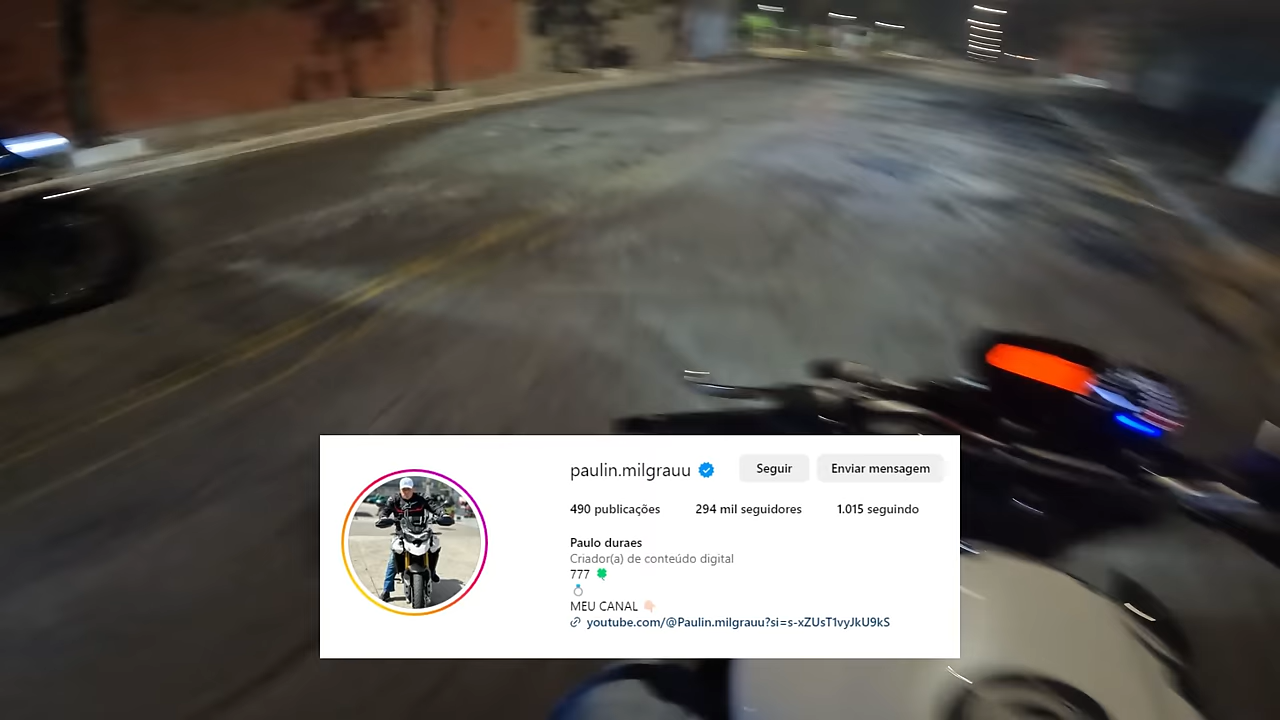 paulin.milgrauu
Seguir
Enviar mensagem
490 publicações 294 mil seguidores 1.015 seguindo
Paulo duraes
Criador(a) de conteúdo digital
777 🍀
💍
MEU CANAL 👇🏻
youtube.com/@Paulin.milgrauu?si=s-xZUsT1vyJkU9kS